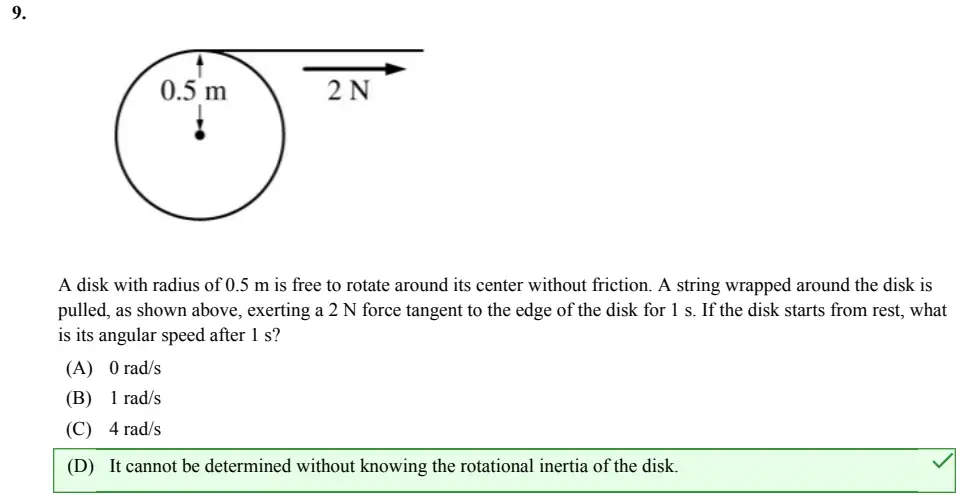 9.
0.5 m
2 N
A disk with radius of 0.5 m is free to rotate around its center without friction. A string wrapped around the disk is
pulled, as shown above, exerting a 2 N force tangent to the edge of the disk for 1 s. If the disk starts from rest, what
is its angular speed after 1 s?
(A) 0 rad/s
(B) 1 rad/s
(C) 4 rad/s
(D) It cannot be determined without knowing the rotational inertia of the disk.